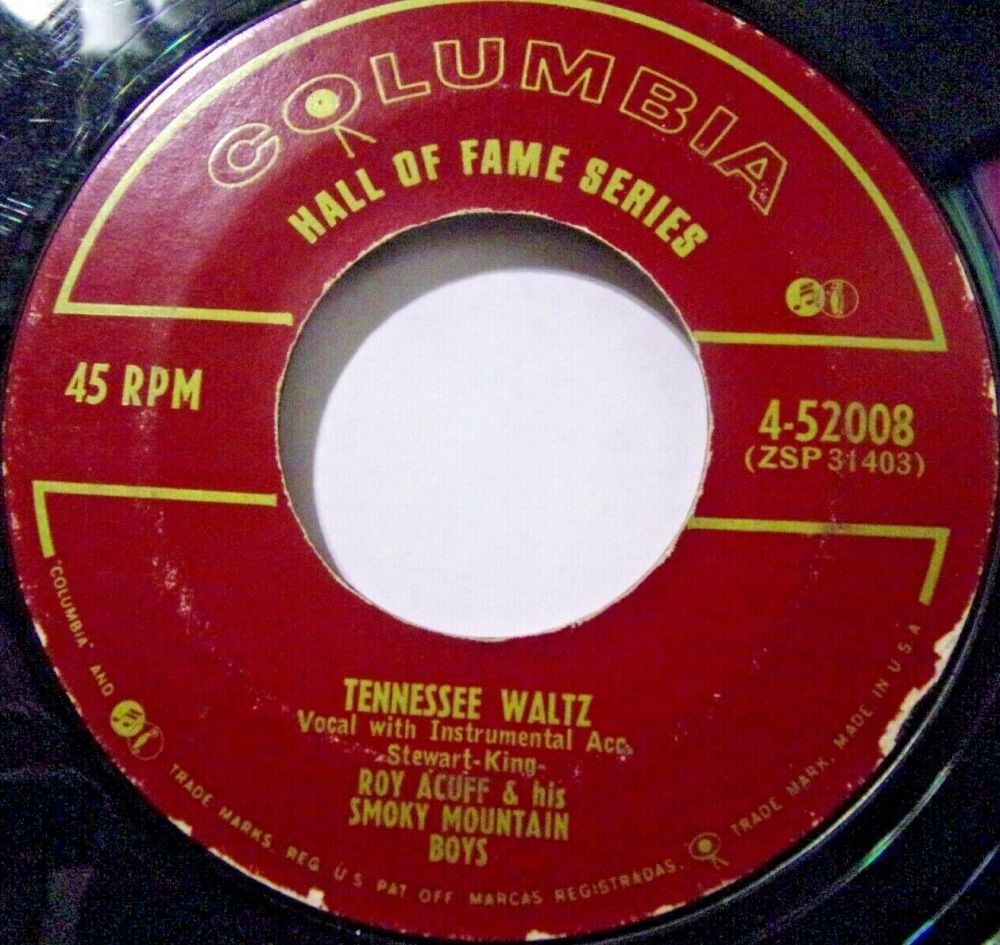 COLUMBIA
HALL OF FAME SERIES
45 RPM
4-52008
(ZSP 31403)
TENNESSEE WALTZ
Vocal with Instrumental Acc.
-Stewart-King-
ROY ACUFF & his
SMOKY MOUNTAIN
BOYS
"COLUMBIA" AND TRADE MARKS. REG. U.S. PAT. OFF. MARCAS REGISTRADAS. TRADE MARK. MADE IN U.S.A.